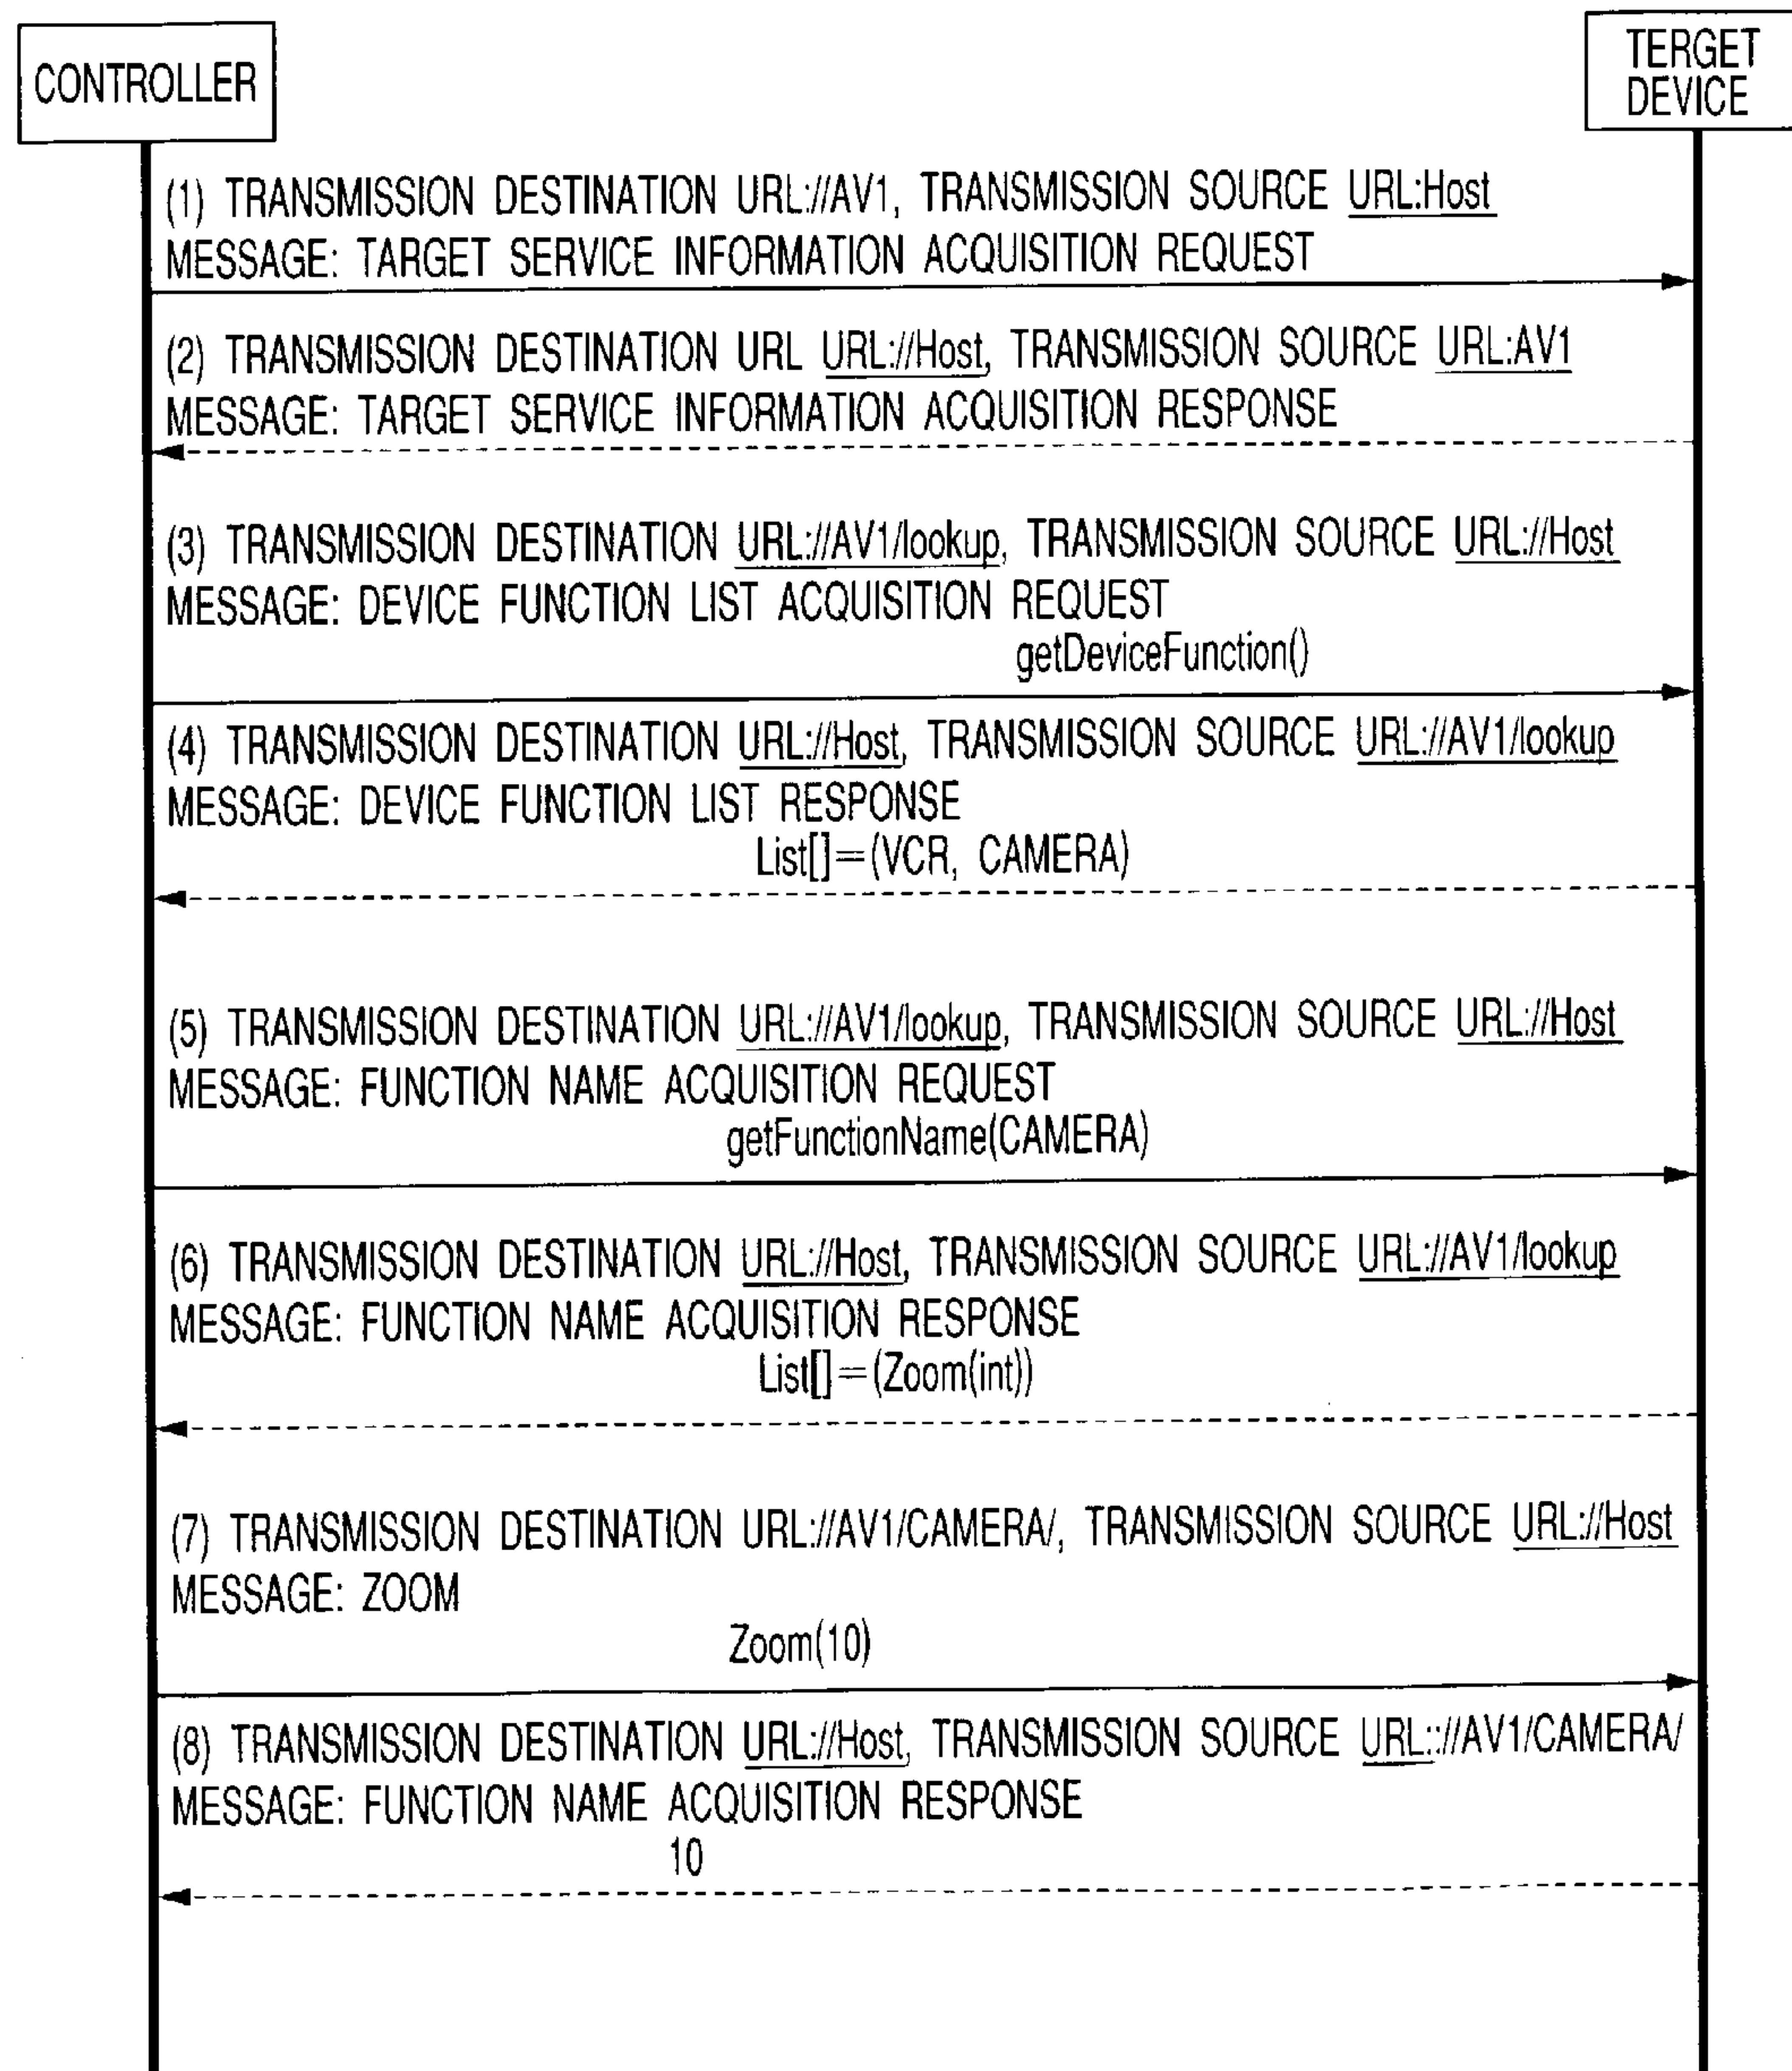 CONTROLLER
TERGET
DEVICE
(1) TRANSMISSION DESTINATION URL://AV1, TRANSMISSION SOURCE URL:Host
MESSAGE: TARGET SERVICE INFORMATION ACQUISITION REQUEST
(2) TRANSMISSION DESTINATION URL URL://Host, TRANSMISSION SOURCE URL:AV1
MESSAGE: TARGET SERVICE INFORMATION ACQUISITION RESPONSE
(3) TRANSMISSION DESTINATION URL://AV1/lookup, TRANSMISSION SOURCE URL://Host
MESSAGE: DEVICE FUNCTION LIST ACQUISITION REQUEST
getDeviceFunction()
(4) TRANSMISSION DESTINATION URL://Host, TRANSMISSION SOURCE URL://AV1/lookup
MESSAGE: DEVICE FUNCTION LIST RESPONSE
List[]=(VCR, CAMERA)
(5) TRANSMISSION DESTINATION URL://AV1/lookup, TRANSMISSION SOURCE URL://Host
MESSAGE: FUNCTION NAME ACQUISITION REQUEST
getFunctionName(CAMERA)
(6) TRANSMISSION DESTINATION URL://Host, TRANSMISSION SOURCE URL://AV1/lookup
MESSAGE: FUNCTION NAME ACQUISITION RESPONSE
List[]=(Zoom(int))
(7) TRANSMISSION DESTINATION URL://AV1/CAMERA/, TRANSMISSION SOURCE URL://Host
MESSAGE: ZOOM
Zoom(10)
(8) TRANSMISSION DESTINATION URL://Host, TRANSMISSION SOURCE URL:://AV1/CAMERA/
MESSAGE: FUNCTION NAME ACQUISITION RESPONSE
10